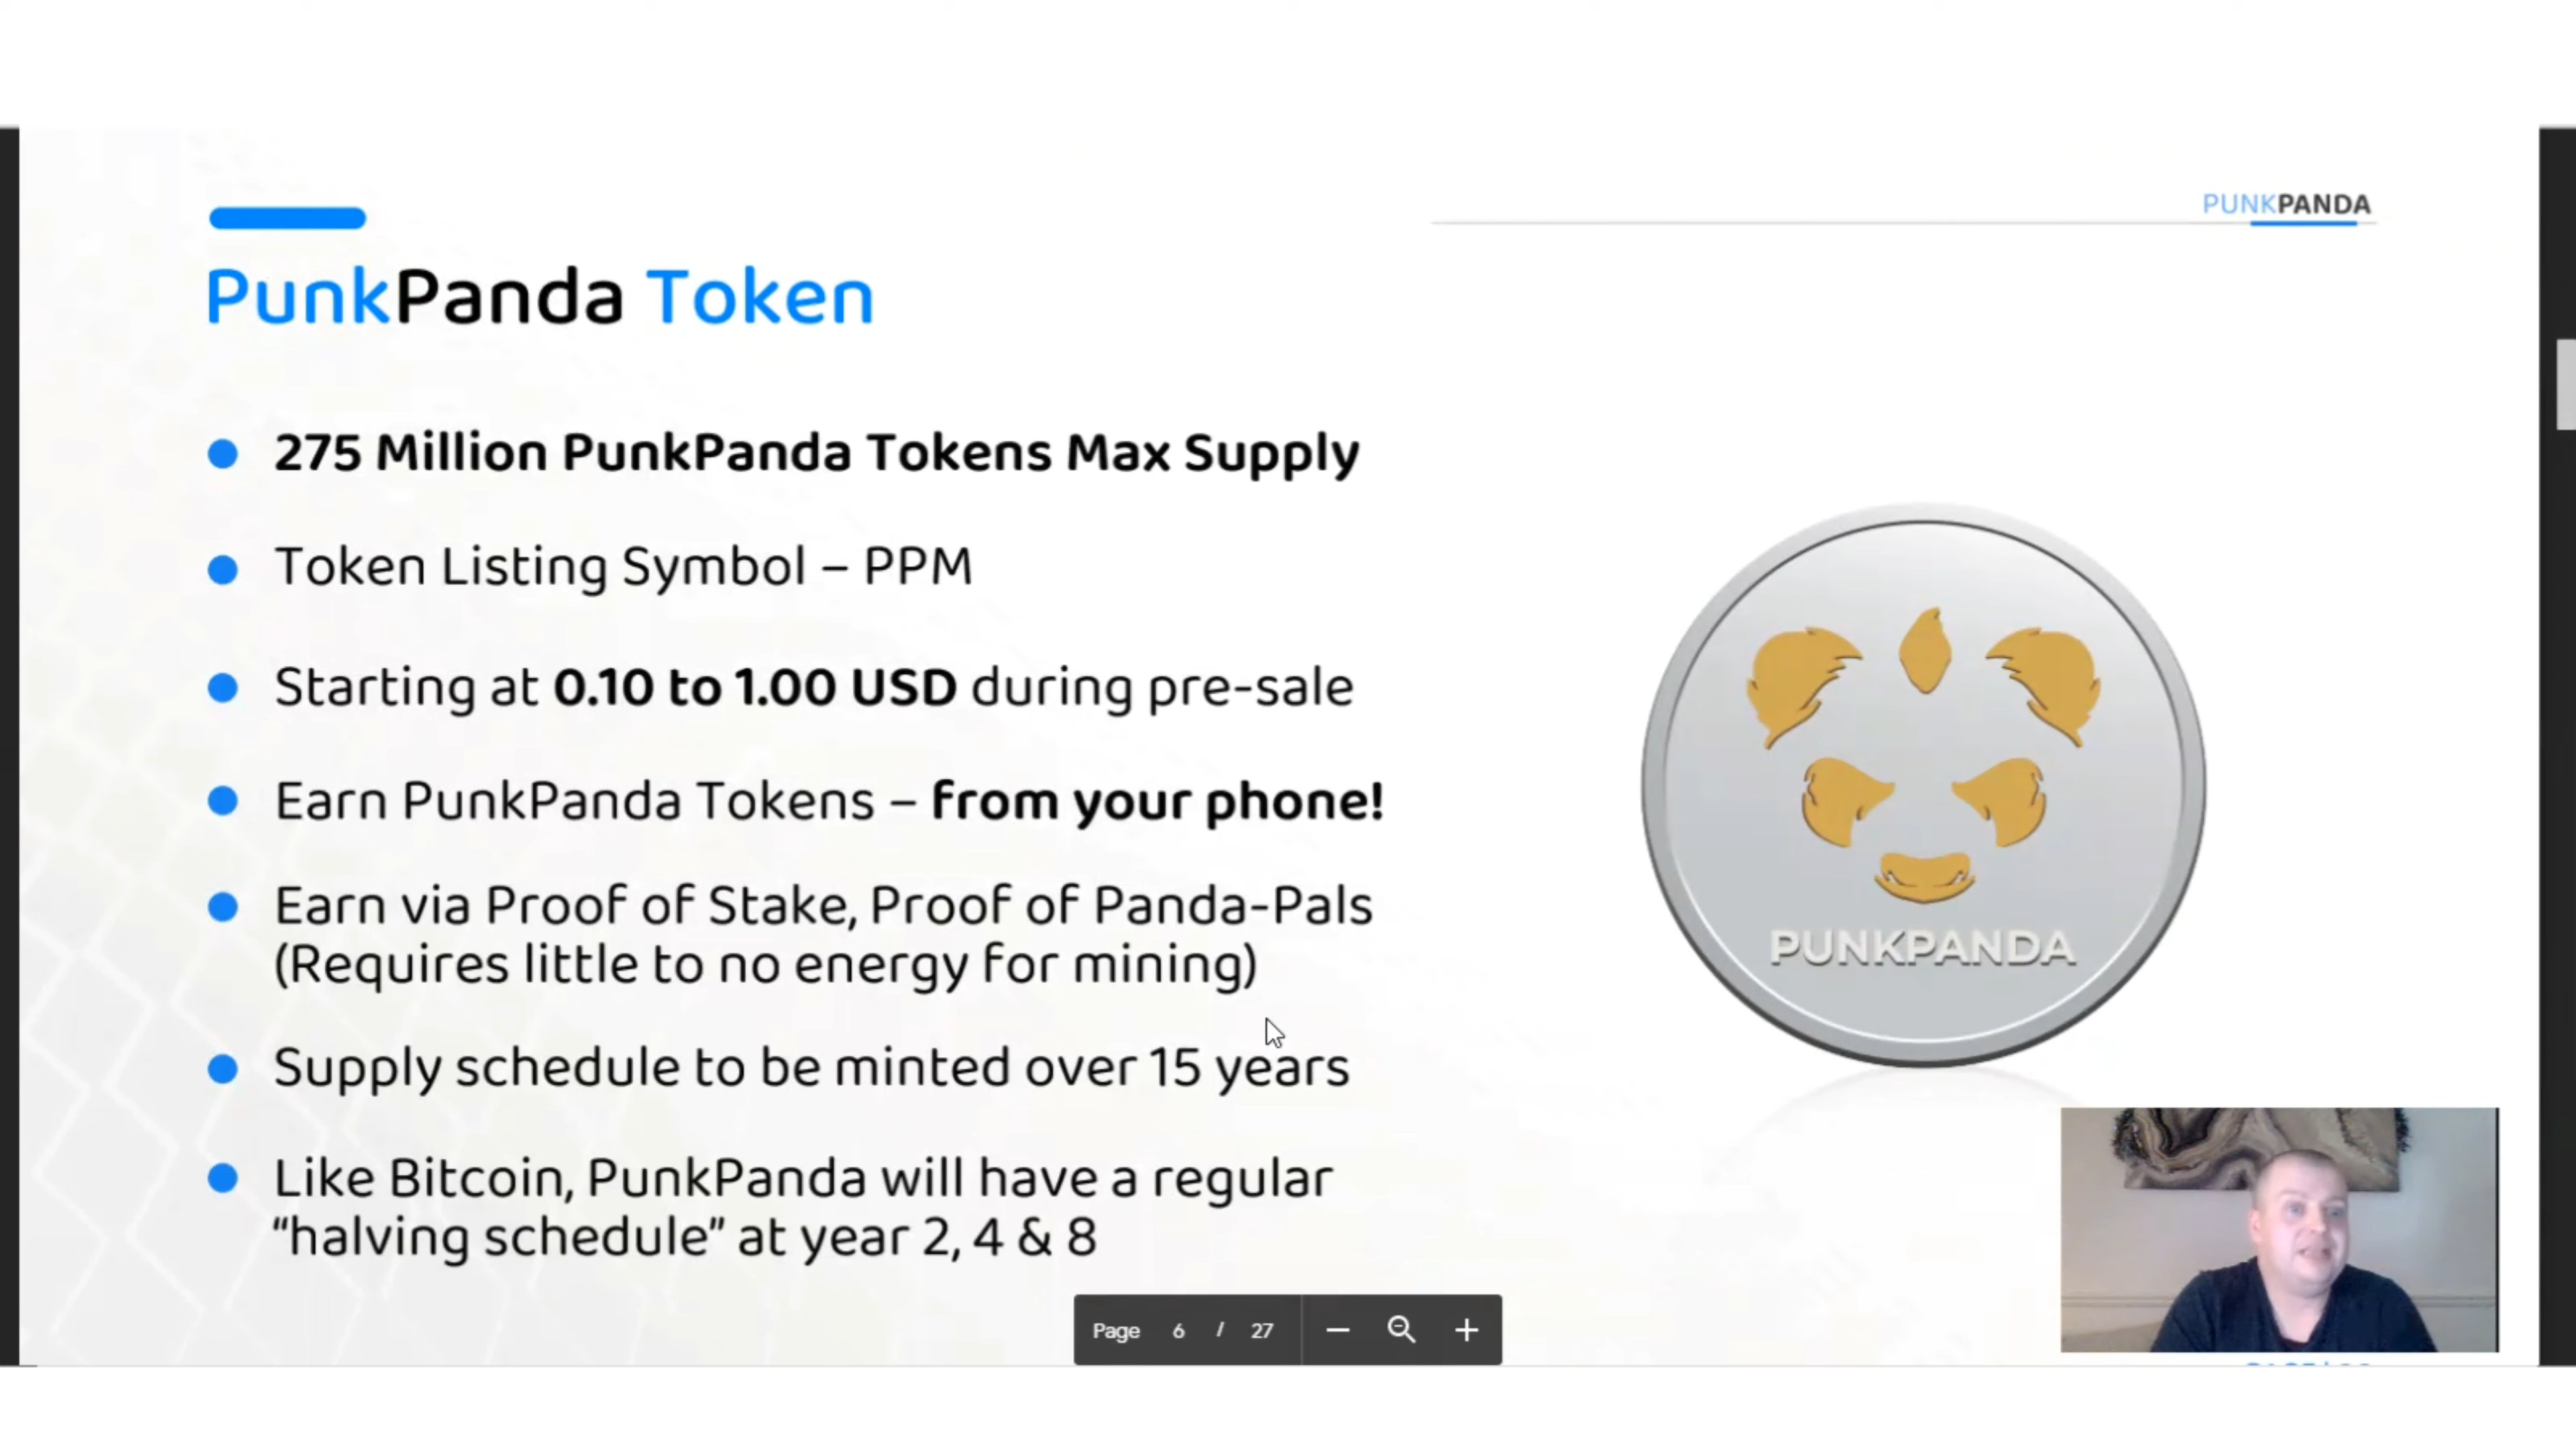 PUNKPANDA
PunkPanda Token
275 Million PunkPanda Tokens Max Supply
Token Listing Symbol – PPM
Starting at 0.10 to 1.00 USD during pre-sale
Earn PunkPanda Tokens – from your phone!
Earn via Proof of Stake, Proof of Panda-Pals
(Requires little to no energy for mining)
Supply schedule to be minted over 15 years
Like Bitcoin, PunkPanda will have a regular
“halving schedule” at year 2, 4 & 8
PUNKPANDA
Page 6 / 27